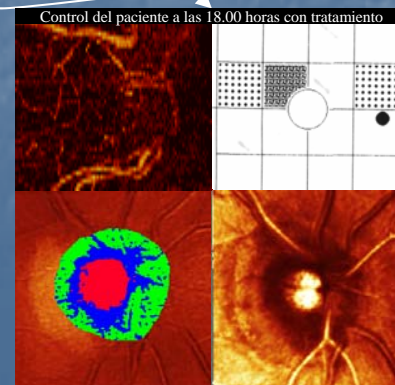 Control del paciente a las 18.00 horas con tratamiento